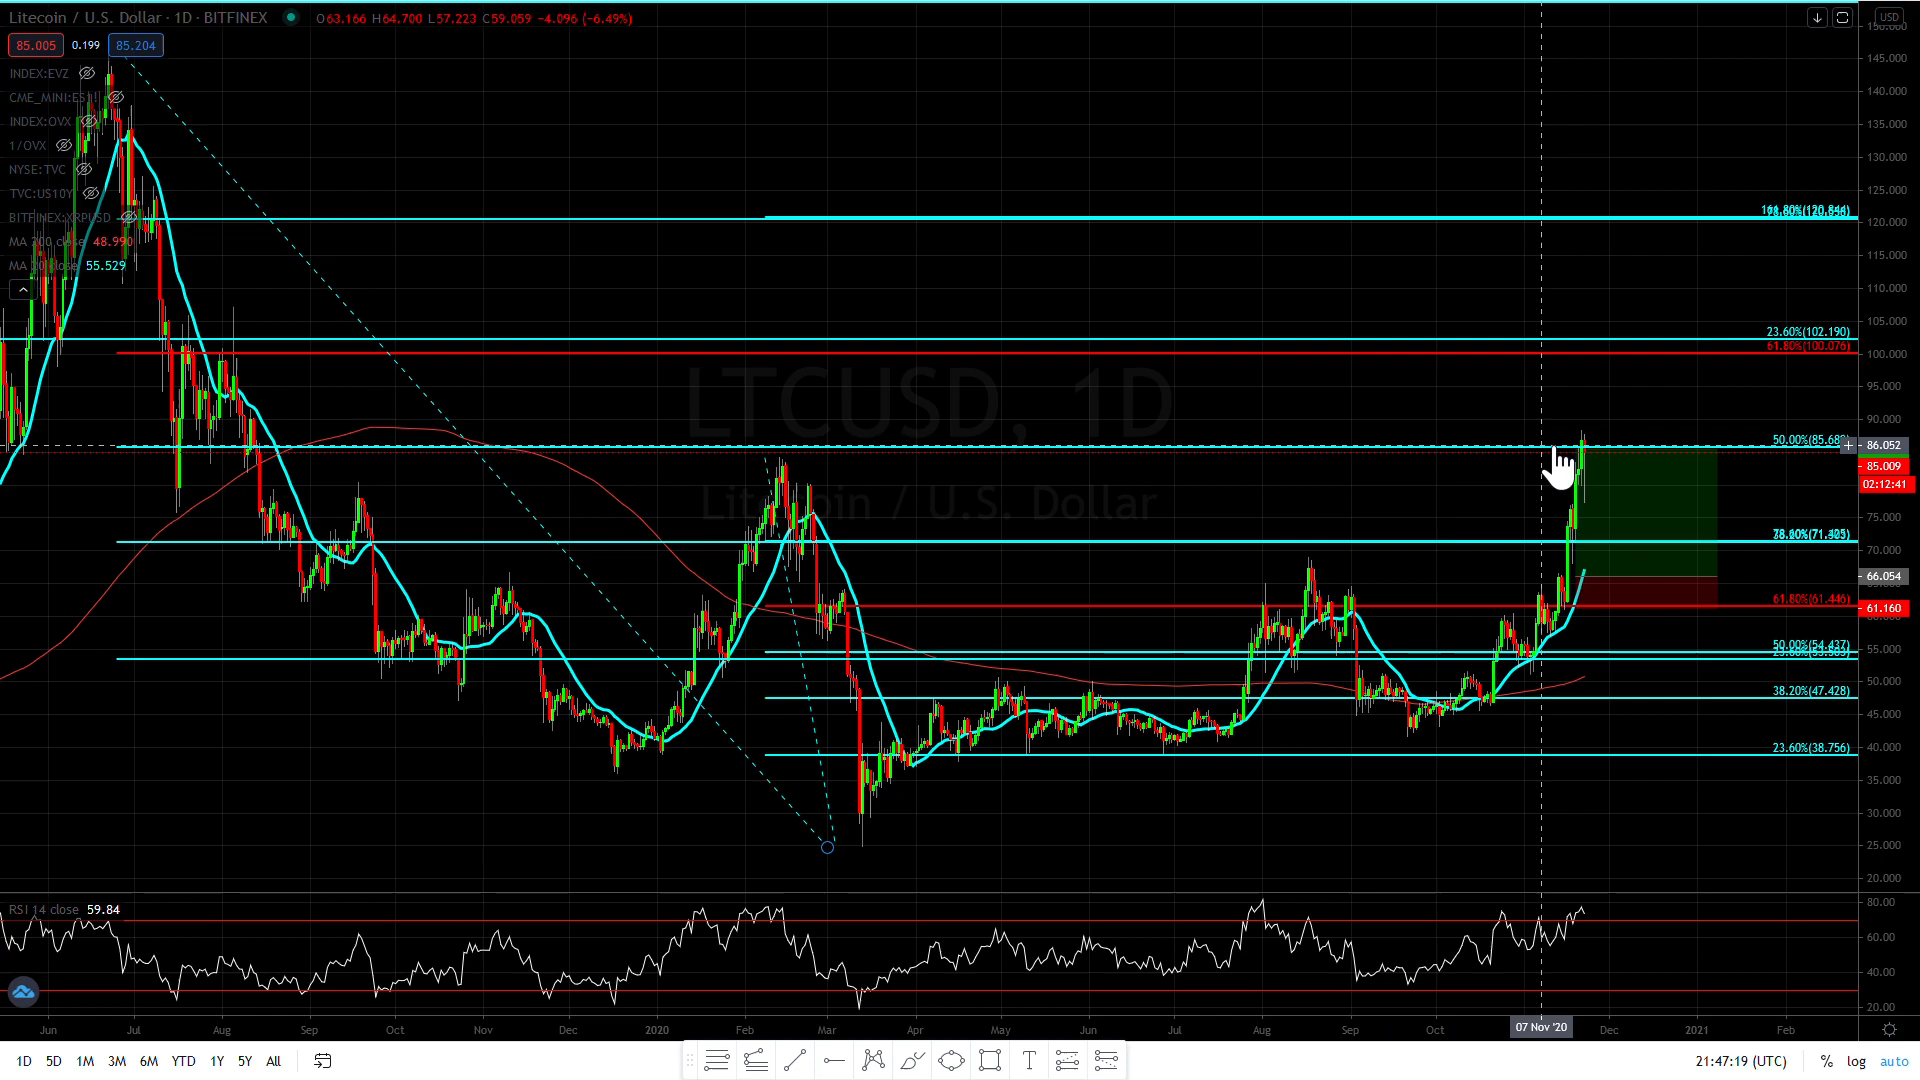 Litecoin / U.S. Dollar · 1D · BITFINEX O63.166 H64.700 L57.223 C59.059 −4.096 (−6.49%)
USD
85.005 0.199 85.204
INDEX:EVZ
CME_MINI:ES1!
INDEX:OVX
1/OVX
NYSE:TVC
TVC:US10Y
BITFINEX:XRPUSD
MA 200 close 48.990
MA 20 close 55.529
LTCUSD, 1D
Litecoin / U.S. Dollar
23.60%(102.190)
61.80%(100.076)
61.80%(61.446)
50.00%(54.437)
38.20%(47.428)
23.60%(38.756)
150.000
145.000
140.000
135.000
130.000
125.000
120.000
115.000
110.000
105.000
100.000
95.000
90.000
86.052
85.009
02:12:41
75.000
70.000
66.054
61.160
55.000
50.000
45.000
40.000
35.000
30.000
25.000
20.000
RSI 14 close 59.84
80.00
60.00
40.00
20.00
Jun Jul Aug Sep Oct Nov Dec 2020 Feb Mar Apr May Jun Jul Aug Sep Oct 07 Nov '20 Dec 2021 Feb
1D 5D 1M 3M 6M YTD 1Y 5Y All T 21:47:19 (UTC) % log auto